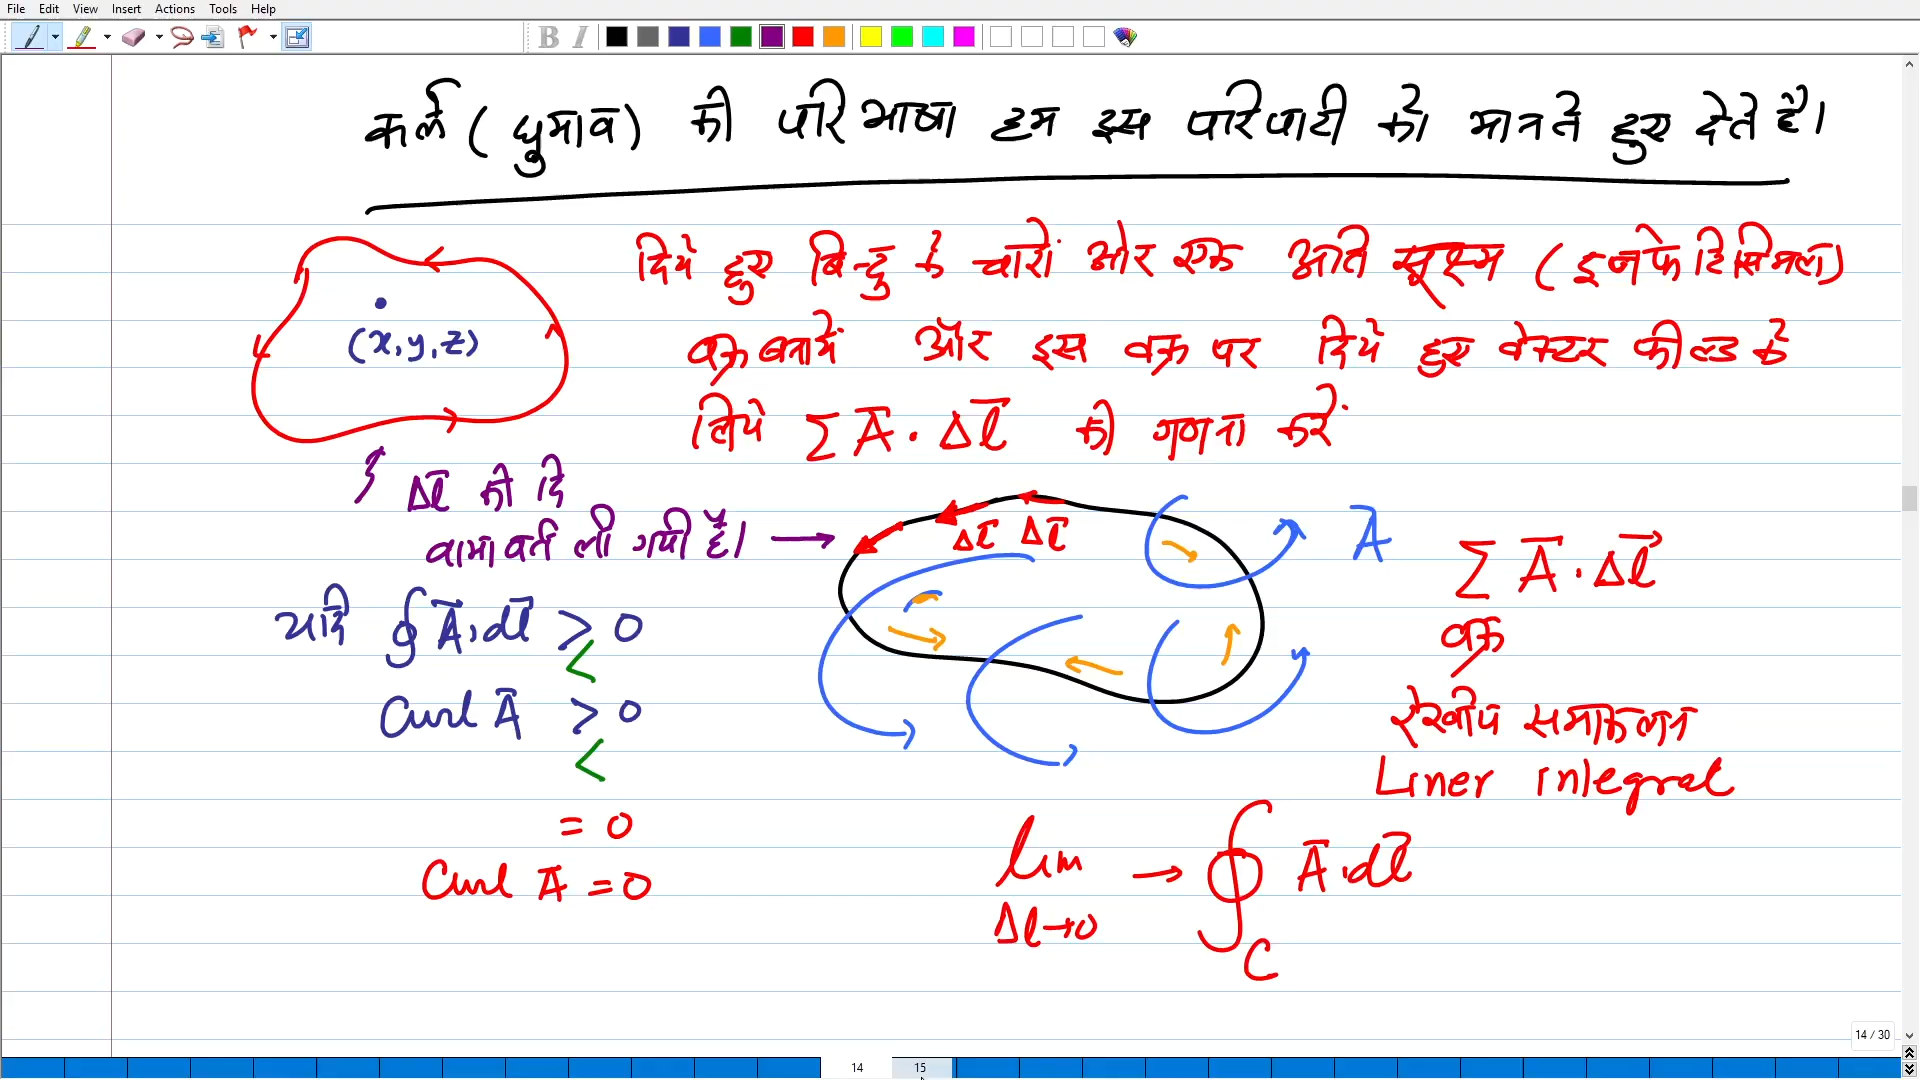 File Edit View Insert Actions Tools Help
कर्ल (घुमाव) की परिभाषा हम इस परिपाटी को मानते हुए देते है।
दिये हुए बिन्दु के चारों ओर एक अति सूक्ष्म (इनफेंटिसिमल)
(x, y, z)
वक्र बनायें और इस वक्र पर दिये हुए वेक्टर फील्ड के
लिये ∑ A̅ . Δl⃗ की गणना करें
Δl̅ की दि
वामावर्त ली गयी है। →
Δl̅ Δl̅
A̅
∑ A̅ . Δl⃗
वक्र
यदि ∮ A̅ . dl̅ > 0
<
Curl A̅ > 0
<
रेखीय समाकलन
Liner integral
= 0
Curl A̅ = 0
lim → ∮ A̅ . dl̅
Δl→0 C
14 / 30
14 15